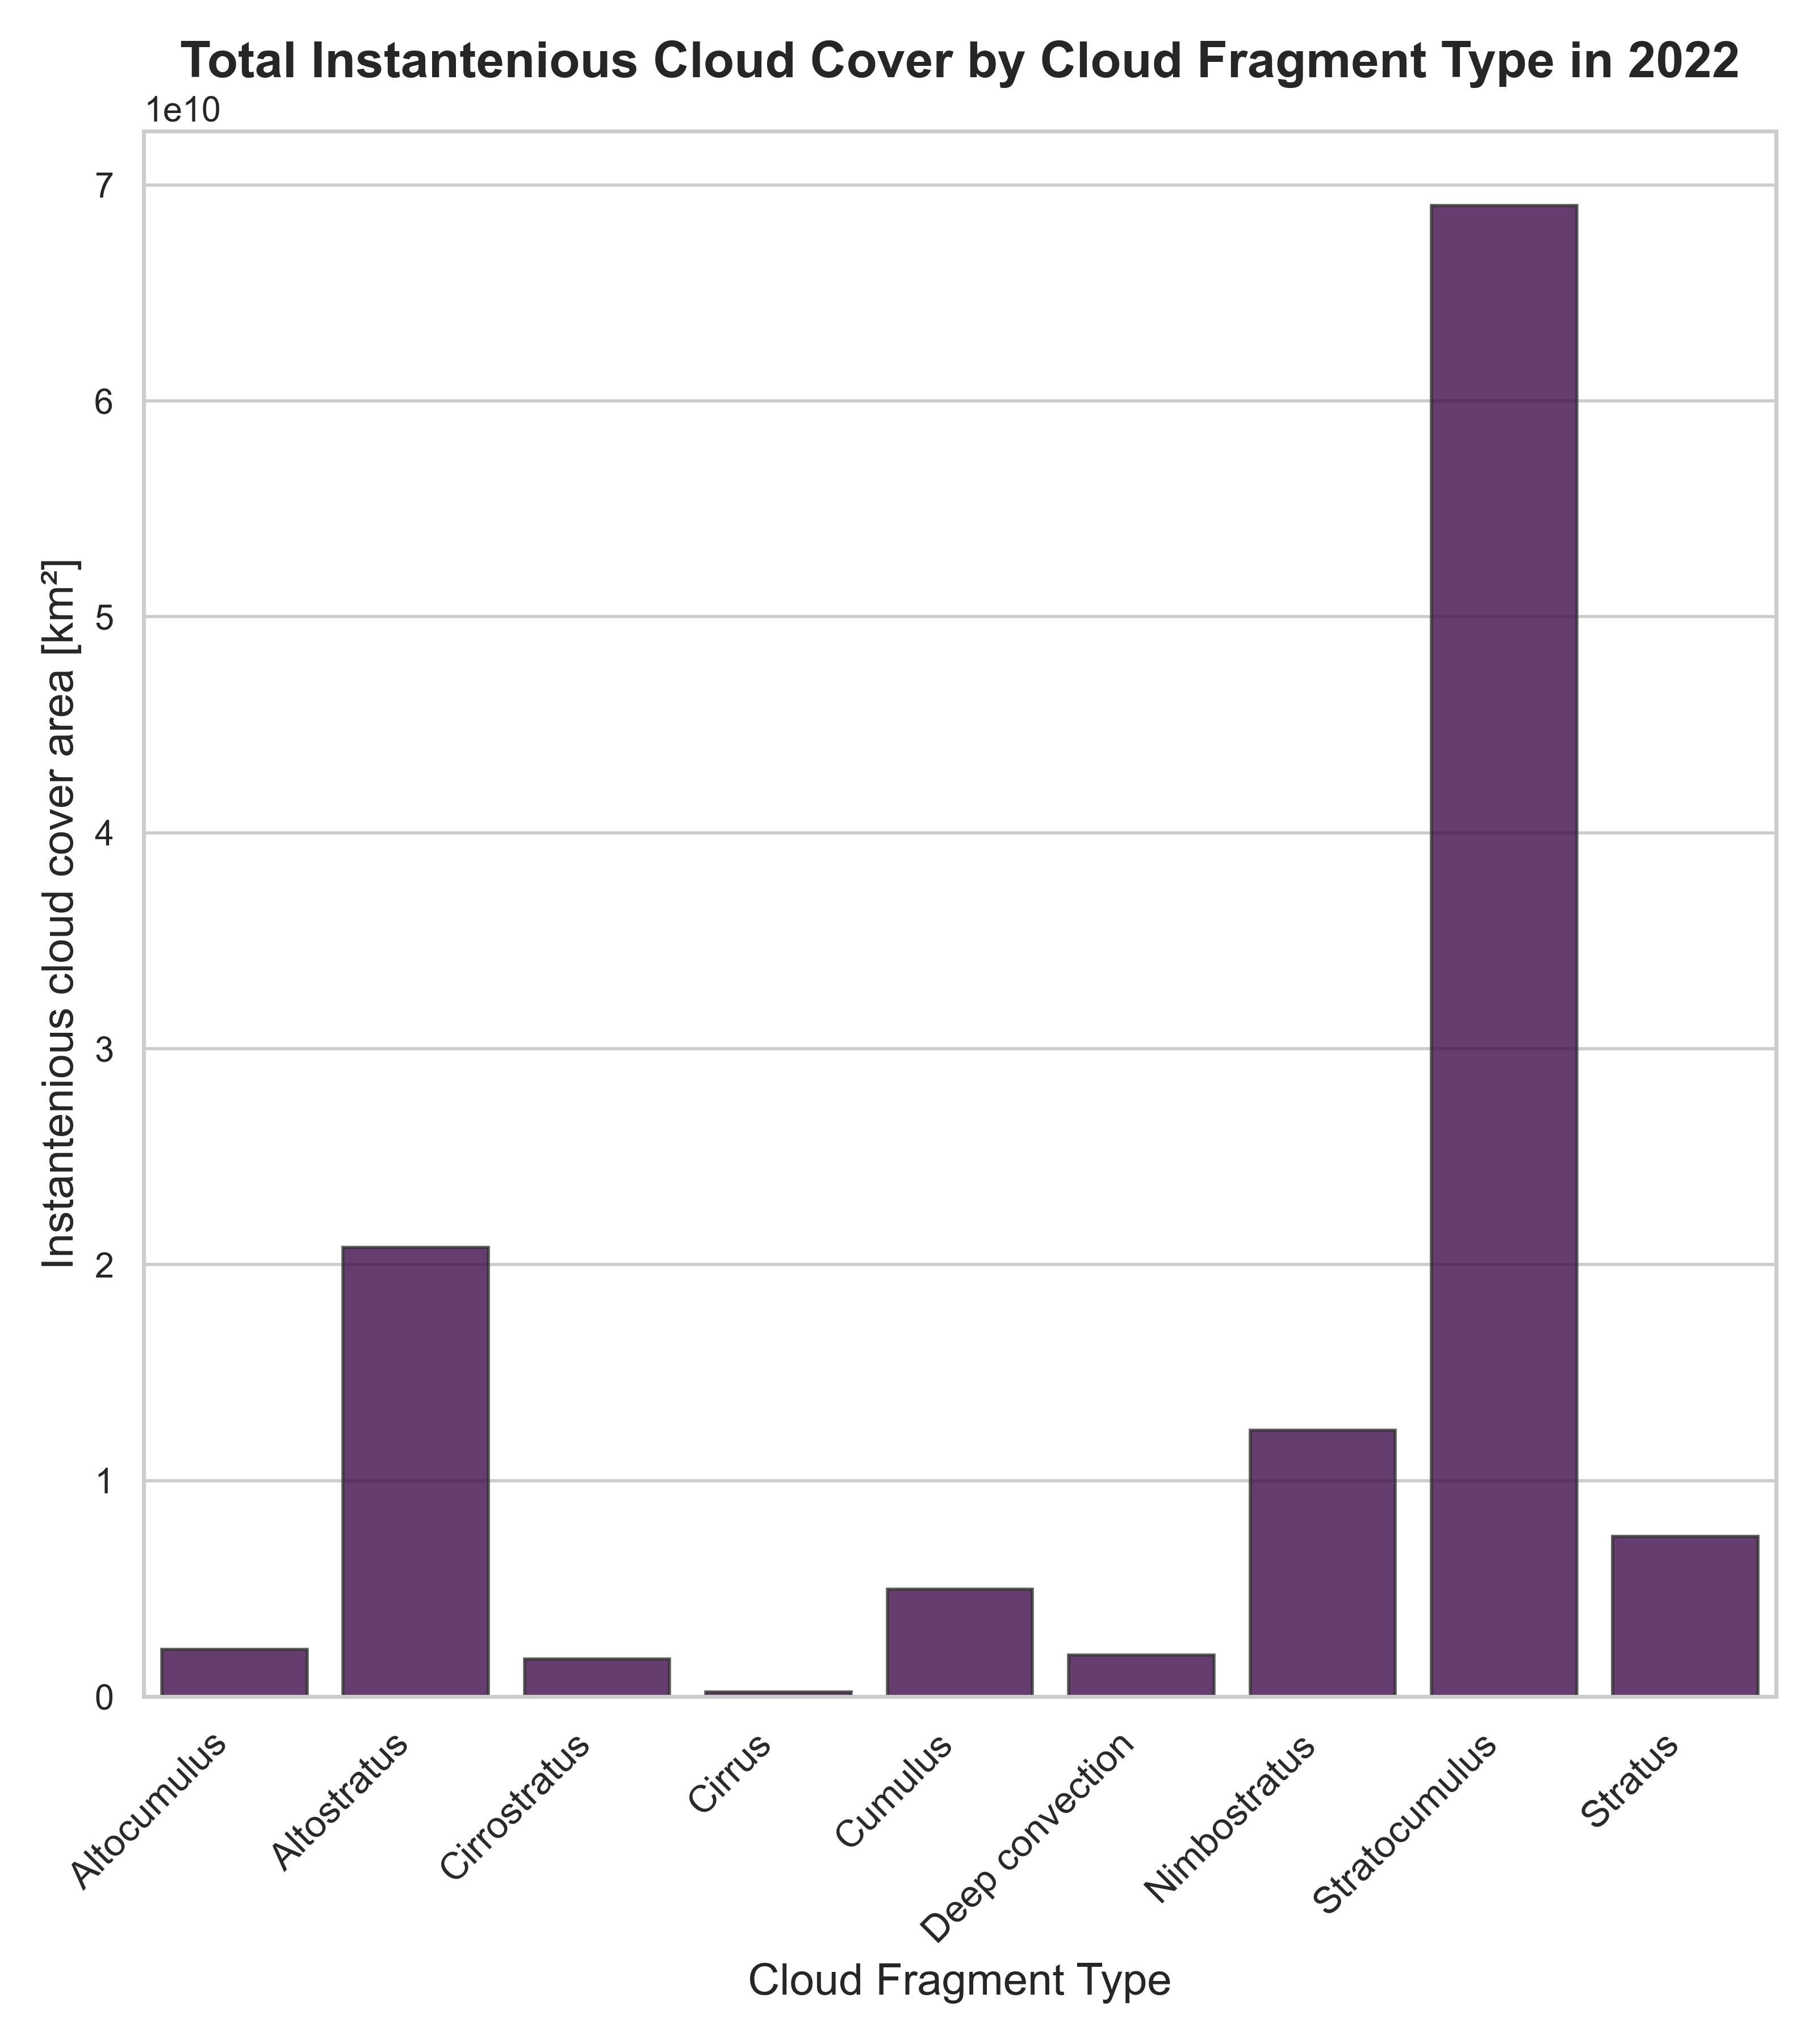 Total Instantenious Cloud Cover by Cloud Fragment Type in 2022
1e10
7
6
5
4
3
2
1
0
Instantenious cloud cover area [km²]
Altocumulus
Altostratus
Cirrostratus
Cirrus
Cumulus
Deep convection
Nimbostratus
Stratocumulus
Stratus
Cloud Fragment Type